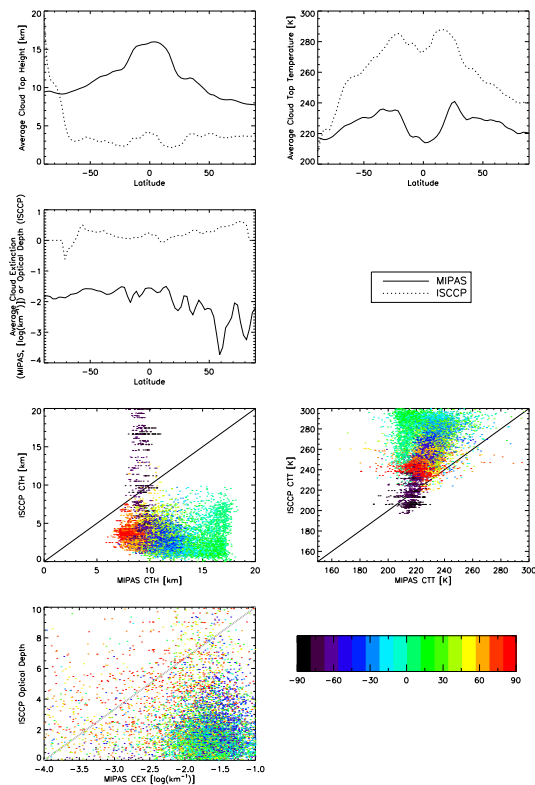 Average Cloud Top Height [km]
20
15
10
5
0
-50 0 50
Latitude
Average Cloud Top Temperature [K]
300
280
260
240
220
200
-50 0 50
Latitude
Average Cloud Extinction
(MIPAS, [log(km⁻¹)]) or Optical Depth (ISCCP)
1
0
-1
-2
-3
-4
-50 0 50
Latitude
MIPAS
ISCCP
ISCCP CTH [km]
20
15
10
5
0
0 5 10 15 20
MIPAS CTH [km]
ISCCP CTT [K]
300
280
260
240
220
200
180
160
160 180 200 220 240 260 280 300
MIPAS CTT [K]
ISCCP Optical Depth
10
8
6
4
2
0
-4.0 -3.5 -3.0 -2.5 -2.0 -1.5 -1.0
MIPAS CEX [log(km⁻¹)]
-90 -60 -30 0 30 60 90